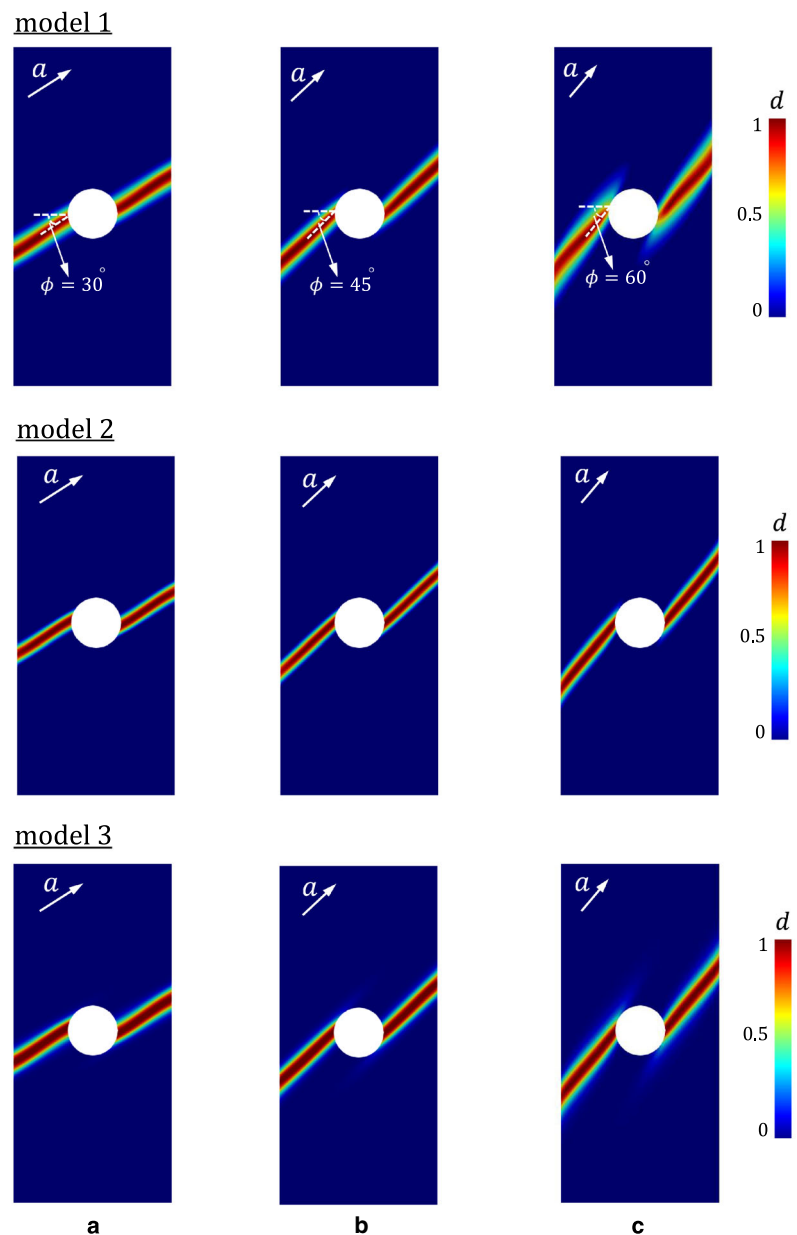 model 1
a a a d
1
0.5
0
ϕ = 30° ϕ = 45° ϕ = 60°
model 2
a a a d
1
0.5
0
model 3
a a a d
1
0.5
0
a b c